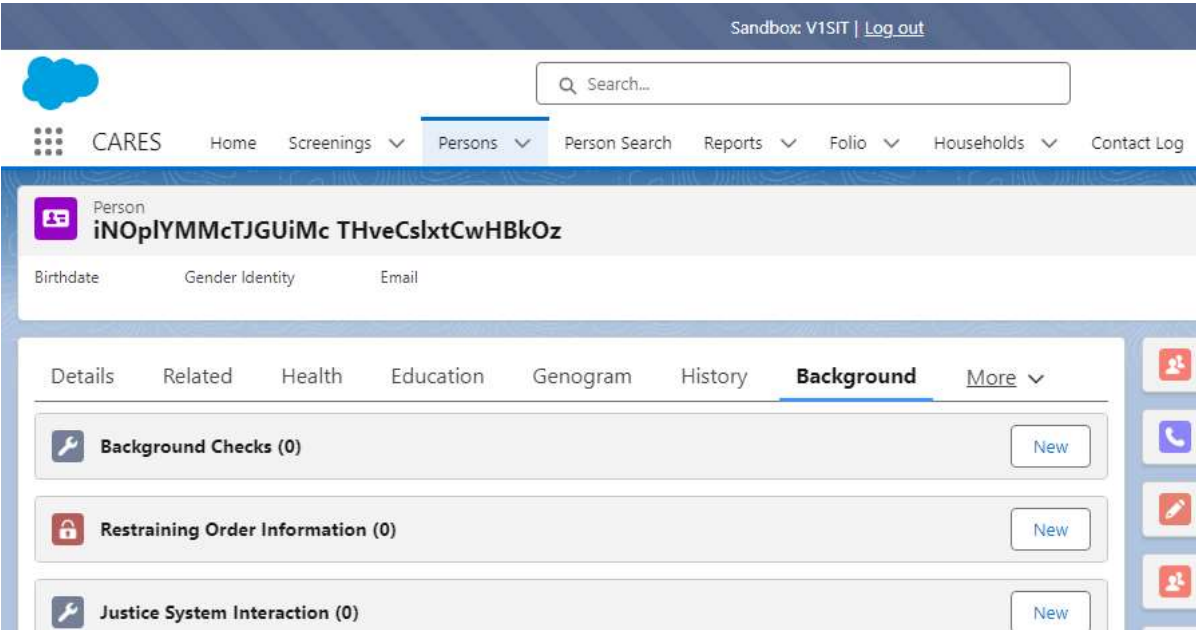 Sandbox: V1SIT | Log out
Search...
CARES Home Screenings Persons Person Search Reports Folio Households Contact Log
Person
iNOplYMMcTJGUiMc THveCslxtCwHBkOz
Birthdate Gender Identity Email
Details Related Health Education Genogram History Background More
Background Checks (0) New
Restraining Order Information (0) New
Justice System Interaction (0) New